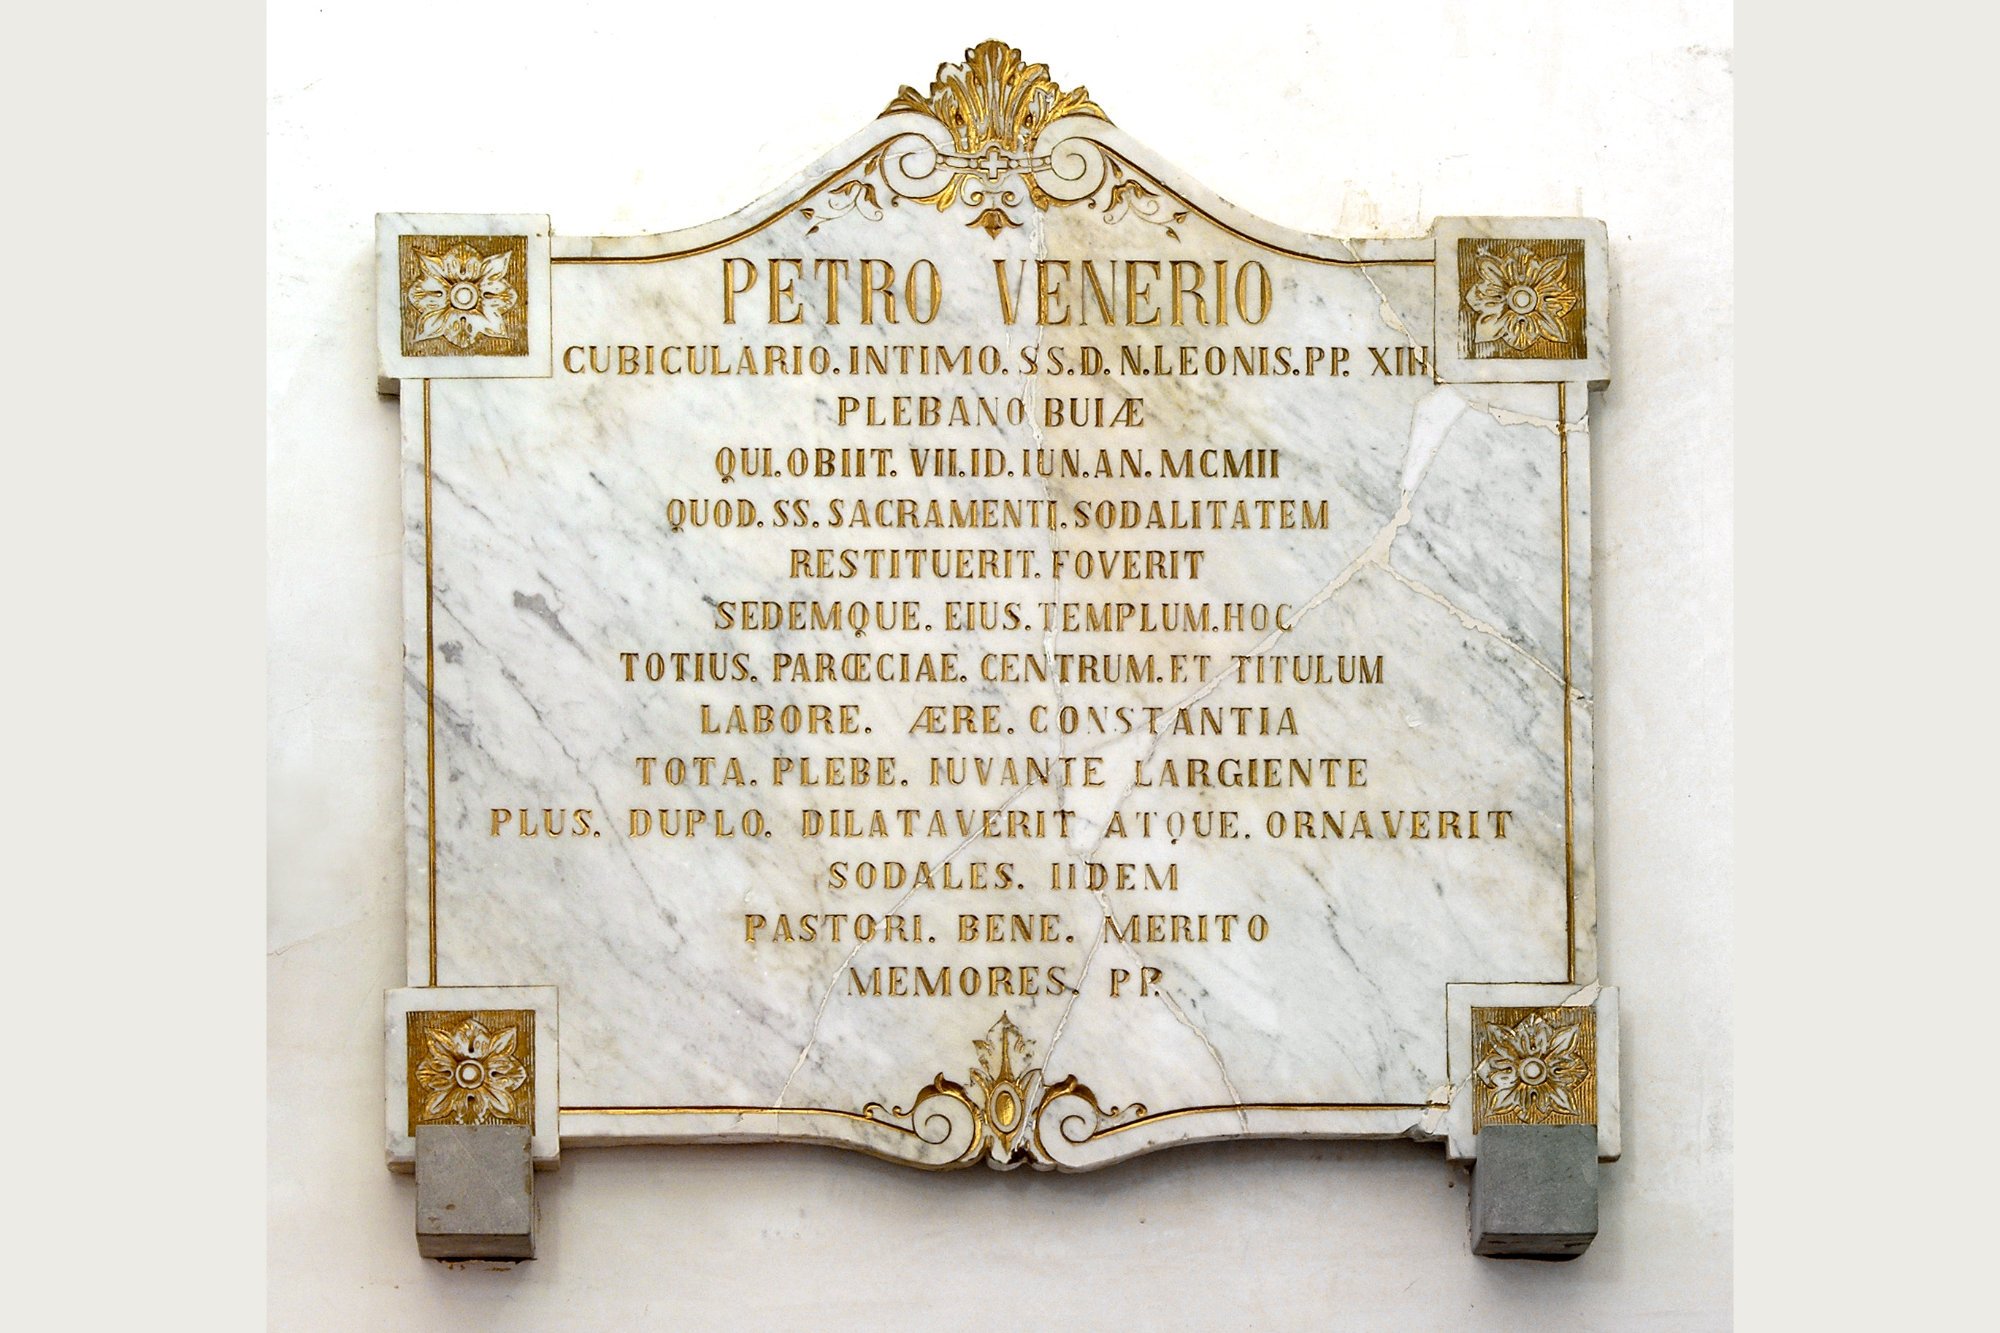 PETRO VENERIO
CUBICULARIO. INTIMO. SS. D. N. LEONIS. PP. XIII
PLEBANO BUIÆ
QUI. OBIIT. VII. ID. IUN. AN. MCMII
QUOD. SS. SACRAMENTI. SODALITATEM
RESTITUERIT. FOVERIT
SEDEMQUE. EIUS. TEMPLUM. HOC
TOTIUS. PARŒCIAE. CENTRUM. ET TITULUM
LABORE. ÆRE. CONSTANTIA
TOTA. PLEBE. IUVANTE LARGIENTE
PLUS. DUPLO. DILATAVERIT ATQUE. ORNAVERIT
SODALES. IIDEM
PASTORI. BENE. MERITO
MEMORES. PP.